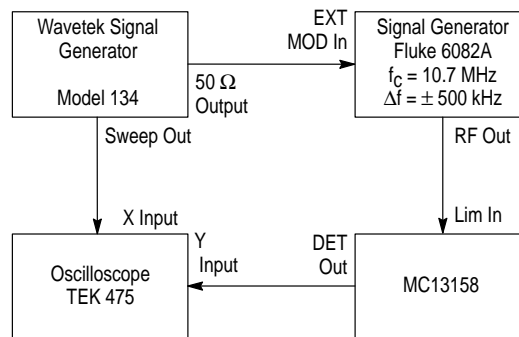 Wavetek Signal
Generator
Model 134
50 Ω
Output
EXT
MOD In
Signal Generator
Fluke 6082A
fC = 10.7 MHz
Δf = ± 500 kHz
Sweep Out
RF Out
X Input
Lim In
Y
Input
DET
Out
Oscilloscope
TEK 475
MC13158